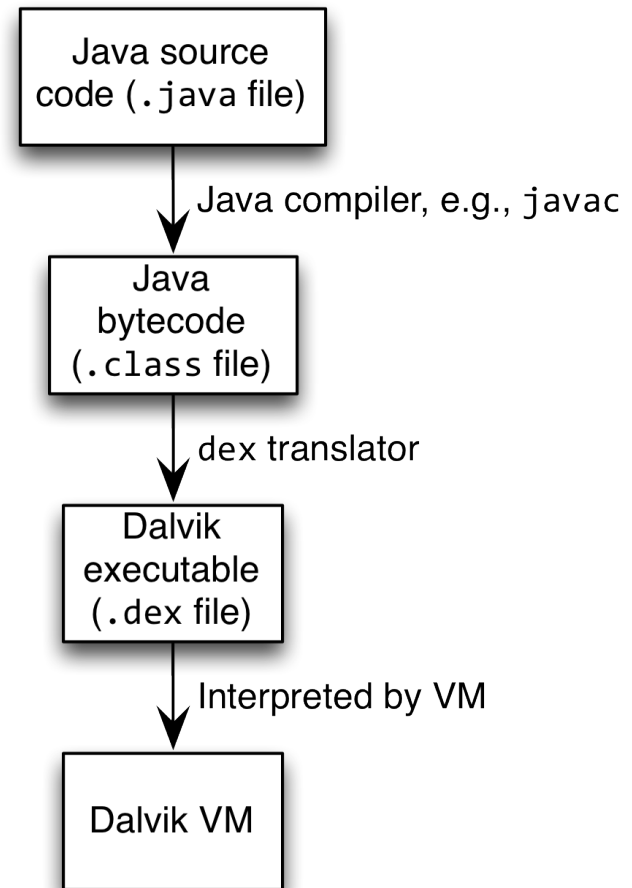 Java source
code (.java file)
Java compiler, e.g., javac
Java
bytecode
(.class file)
dex translator
Dalvik
executable
(.dex file)
Interpreted by VM
Dalvik VM